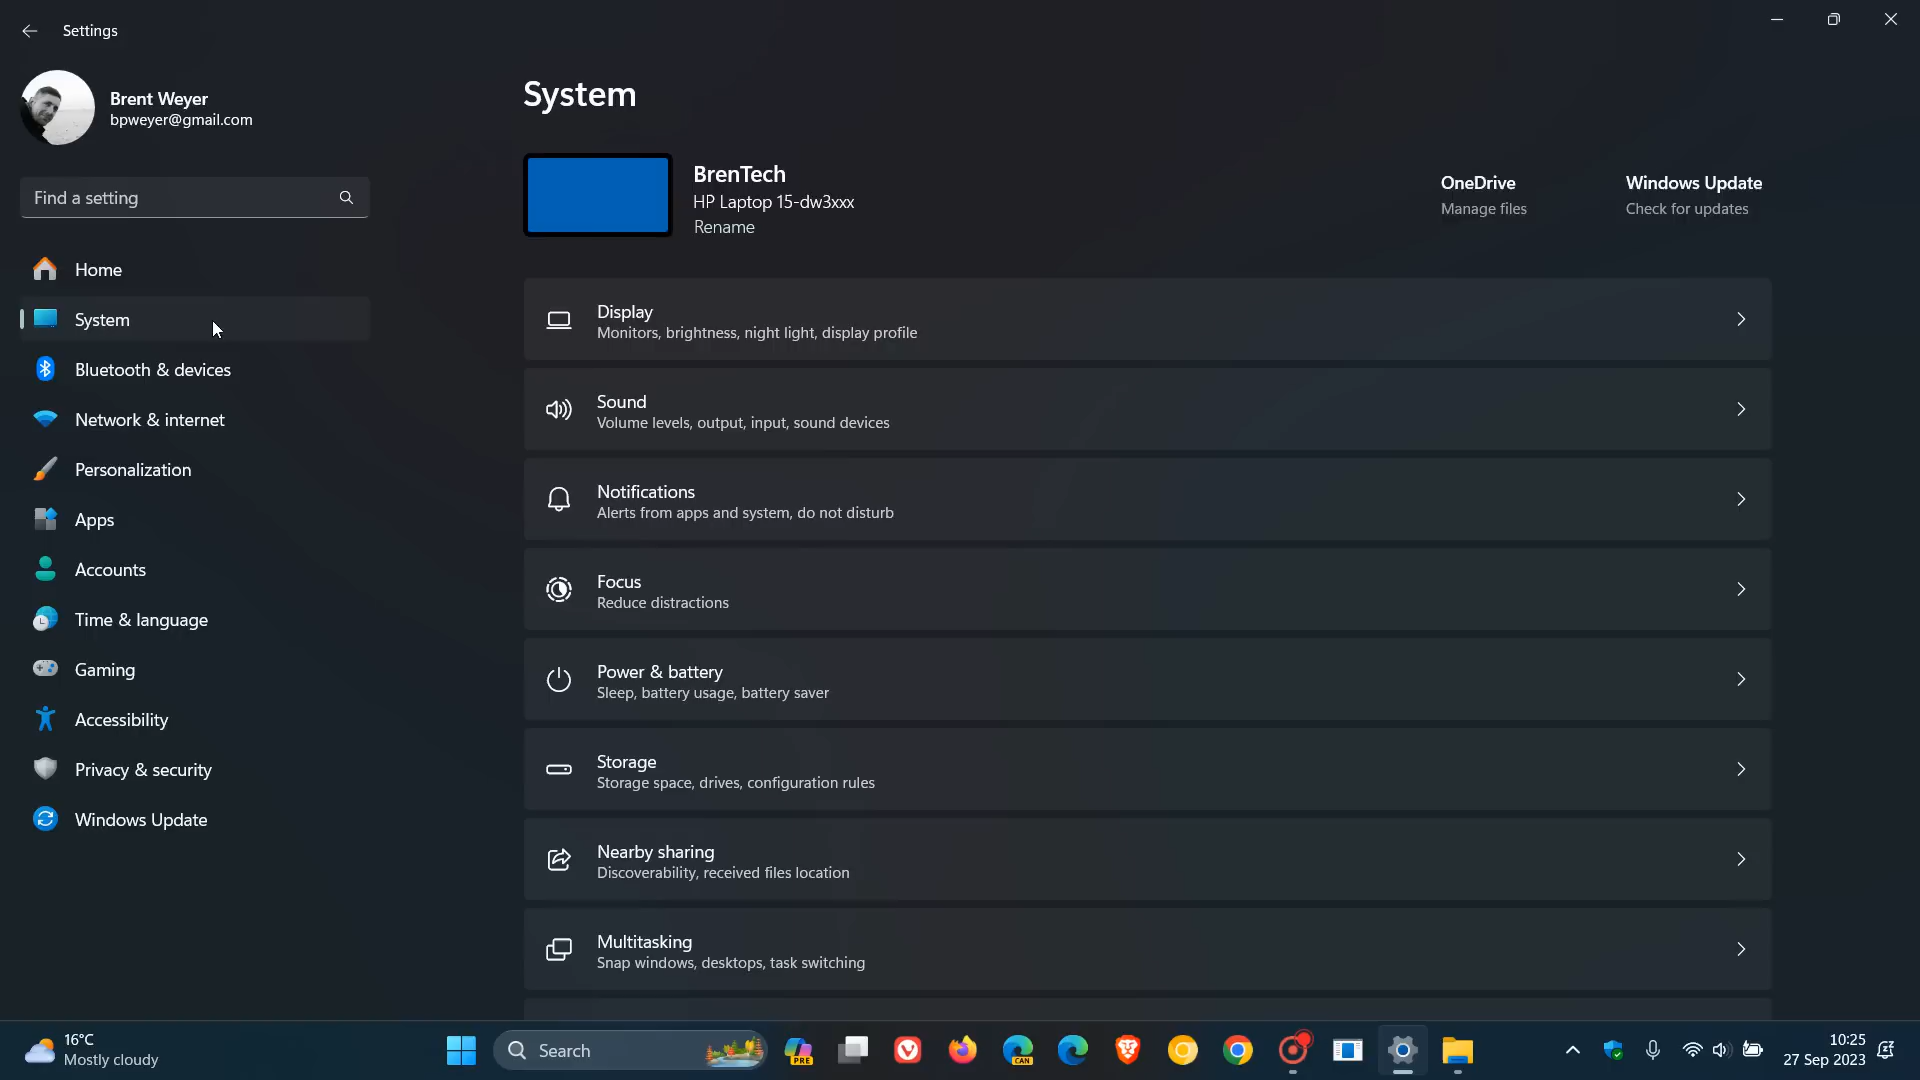 Settings
Brent Weyer
bpweyer@gmail.com
Find a setting
Home
System
Bluetooth & devices
Network & internet
Personalization
Apps
Accounts
Time & language
Gaming
Accessibility
Privacy & security
Windows Update
System
BrenTech
HP Laptop 15-dw3xxx
Rename
OneDrive
Manage files
Windows Update
Check for updates
Display
Monitors, brightness, night light, display profile
Sound
Volume levels, output, input, sound devices
Notifications
Alerts from apps and system, do not disturb
Focus
Reduce distractions
Power & battery
Sleep, battery usage, battery saver
Storage
Storage space, drives, configuration rules
Nearby sharing
Discoverability, received files location
Multitasking
Snap windows, desktops, task switching
16°C
Mostly cloudy
Search
PRE
CAN
10:25
27 Sep 2023